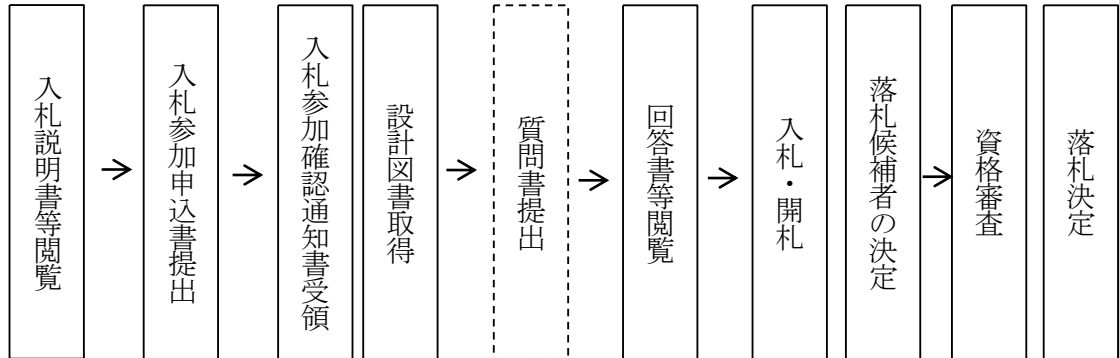 入札説明書等閲覧
→
入札参加申込書提出
→
入札参加確認通知書受領
設計図書取得
→
質問書提出
→
回答書等閲覧
→
入札・開札
落札候補者の決定
→
資格審査
落札決定